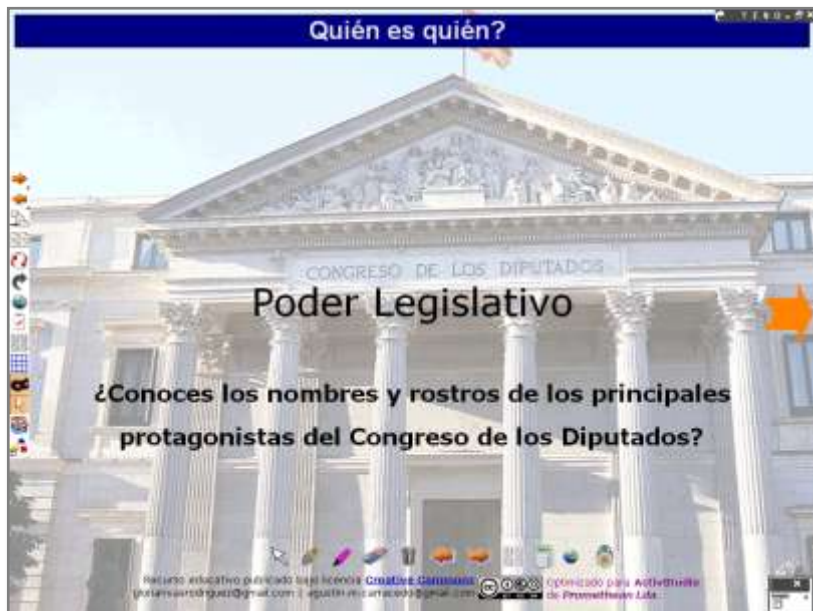 Quién es quién?
CONGRESO DE LOS DIPUTADOS
Poder Legislativo
¿Conoces los nombres y rostros de los principales
protagonistas del Congreso de los Diputados?
Recurso educativo publicado bajo licencia Creative Commons
Optimizado para ActivStudio
de Promethean Lda.